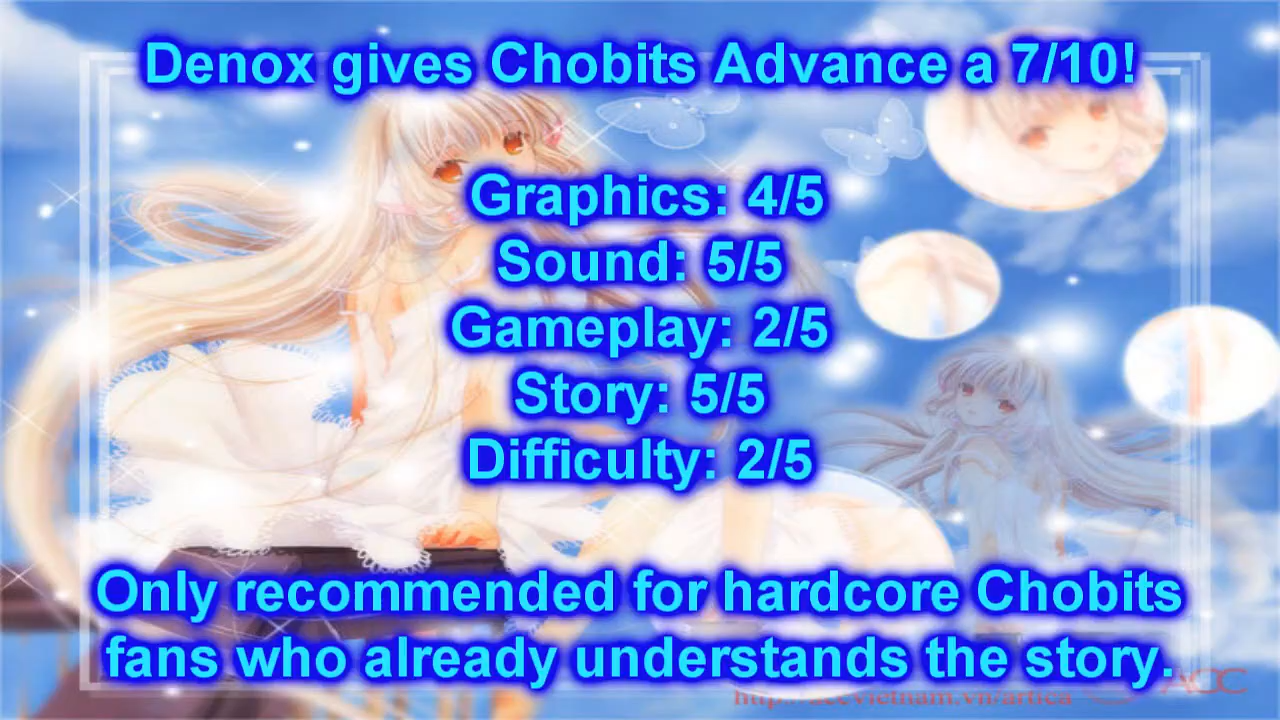 Denox gives Chobits Advance a 7/10!
Graphics: 4/5
Sound: 5/5
Gameplay: 2/5
Story: 5/5
Difficulty: 2/5
Only recommended for hardcore Chobits
fans who already understands the story.
AOC